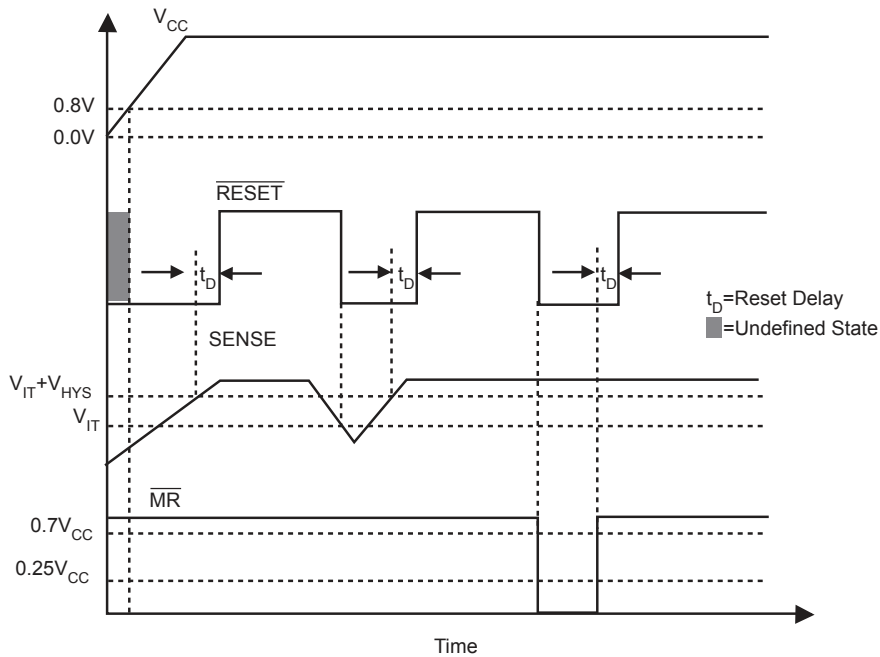 V_CC
0.8V
0.0V
RESET
t_D
t_D
t_D
t_D=Reset Delay
=Undefined State
SENSE
V_IT+V_HYS
V_IT
MR
0.7V_CC
0.25V_CC
Time